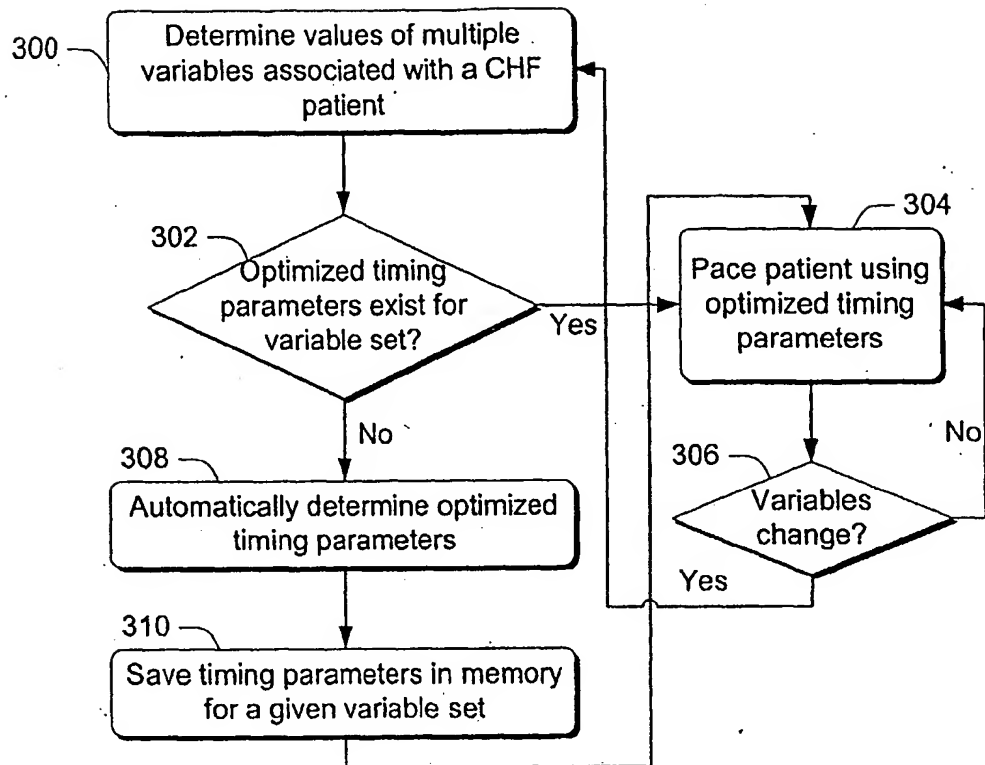 300
Determine values of multiple
variables associated with a CHF
patient
302
Optimized timing
parameters exist for
variable set?
Yes
No
304
Pace patient using
optimized timing
parameters
306
Variables
change?
No
Yes
308
Automatically determine optimized
timing parameters
310
Save timing parameters in memory
for a given variable set